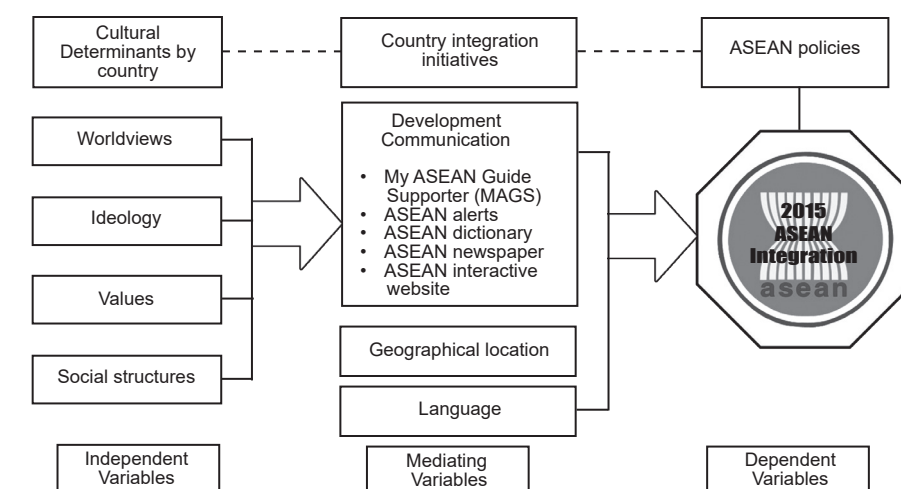 Cultural
Determinants by
country
Country integration
initiatives
ASEAN policies
Worldviews
Ideology
Values
Social structures
Development
Communication
• My ASEAN Guide
Supporter (MAGS)
• ASEAN alerts
• ASEAN dictionary
• ASEAN newspaper
• ASEAN interactive
website
Geographical location
Language
2015
ASEAN
Integration
asean
Independent
Variables
Mediating
Variables
Dependent
Variables